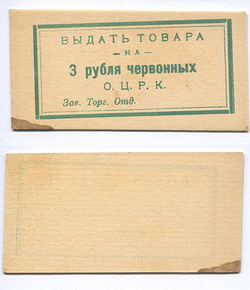 ВЫДАТЬ ТОВАРА
— НА —
3 рубля червонных
О. Ц. Р. К.
Зав. Торг. Отд.